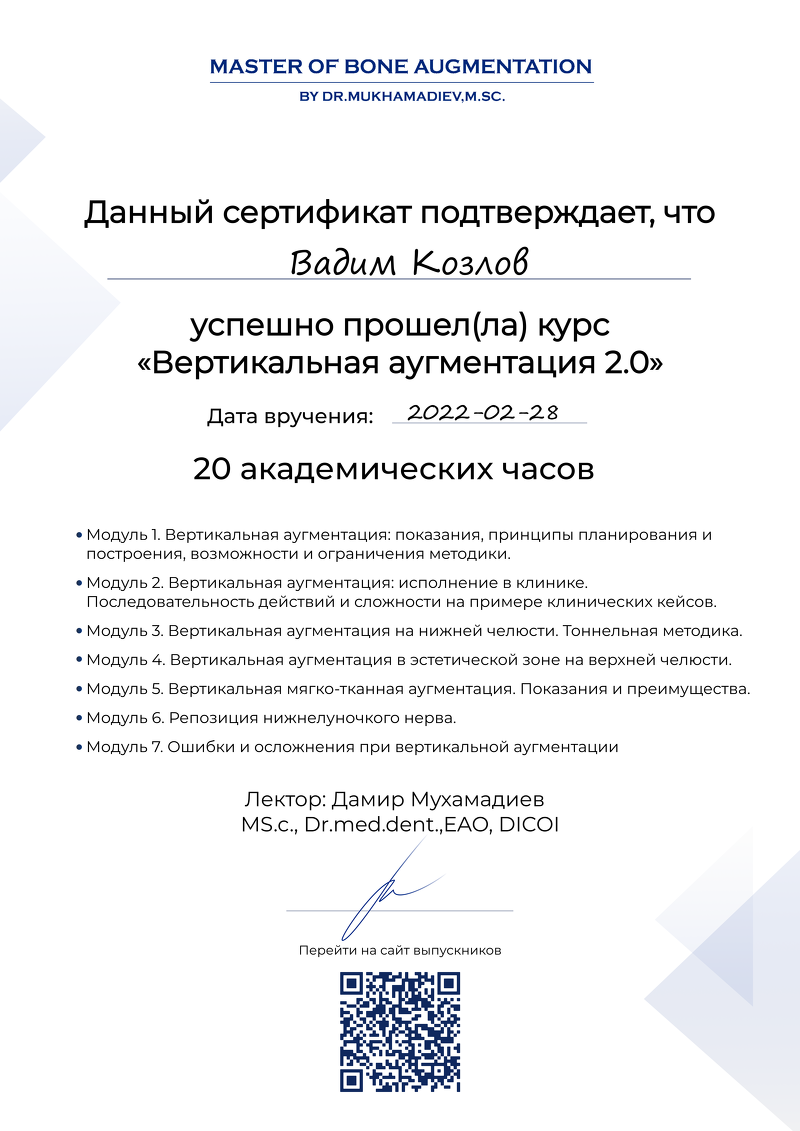 MASTER OF BONE AUGMENTATION
BY DR.MUKHAMADIEV,M.SC.
Данный сертификат подтверждает, что
Вадим Козлов
успешно прошел(ла) курс
«Вертикальная аугментация 2.0»
Дата вручения: 2022-02-28
20 академических часов
• Модуль 1. Вертикальная аугментация: показания, принципы планирования и
построения, возможности и ограничения методики.
• Модуль 2. Вертикальная аугментация: исполнение в клинике.
Последовательность действий и сложности на примере клинических кейсов.
• Модуль 3. Вертикальная аугментация на нижней челюсти. Тоннельная методика.
• Модуль 4. Вертикальная аугментация в эстетической зоне на верхней челюсти.
• Модуль 5. Вертикальная мягко-тканная аугментация. Показания и преимущества.
• Модуль 6. Репозиция нижнелуночкого нерва.
• Модуль 7. Ошибки и осложнения при вертикальной аугментации
Лектор: Дамир Мухамадиев
MS.c., Dr.med.dent.,EAO, DICOI
Перейти на сайт выпускников